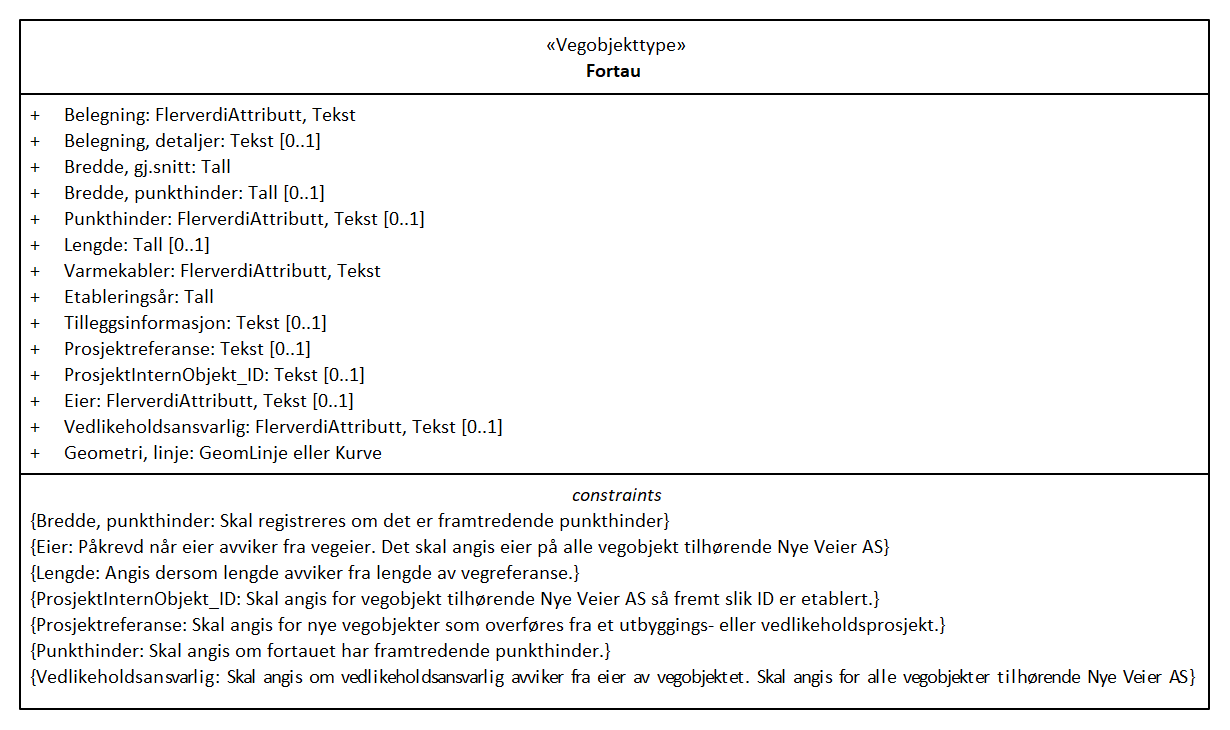 «Vegobjekttype»
Fortau
+ Belegning: FlerverdiAttributt, Tekst
+ Belegning, detaljer: Tekst [0..1]
+ Bredde, gj.snitt: Tall
+ Bredde, punkthinder: Tall [0..1]
+ Punkthinder: FlerverdiAttributt, Tekst [0..1]
+ Lengde: Tall [0..1]
+ Varmekabler: FlerverdiAttributt, Tekst
+ Etableringsår: Tall
+ Tilleggsinformasjon: Tekst [0..1]
+ Prosjektreferanse: Tekst [0..1]
+ ProsjektInternObjekt_ID: Tekst [0..1]
+ Eier: FlerverdiAttributt, Tekst [0..1]
+ Vedlikeholdsansvarlig: FlerverdiAttributt, Tekst [0..1]
+ Geometri, linje: GeomLinje eller Kurve
constraints
{Bredde, punkthinder: Skal registreres om det er framtredende punkthinder}
{Eier: Påkrevd når eier avviker fra vegeier. Det skal angis eier på alle vegobjekt tilhørende Nye Veier AS}
{Lengde: Angis dersom lengde avviker fra lengde av vegreferanse.}
{ProsjektInternObjekt_ID: Skal angis for vegobjekt tilhørende Nye Veier AS så fremt slik ID er etablert.}
{Prosjektreferanse: Skal angis for nye vegobjekter som overføres fra et utbyggings- eller vedlikeholdsprosjekt.}
{Punkthinder: Skal angis om fortauet har framtredende punkthinder.}
{Vedlikeholdsansvarlig: Skal angis om vedlikeholdsansvarlig avviker fra eier av vegobjektet. Skal angis for alle vegobjekter tilhørende Nye Veier AS}